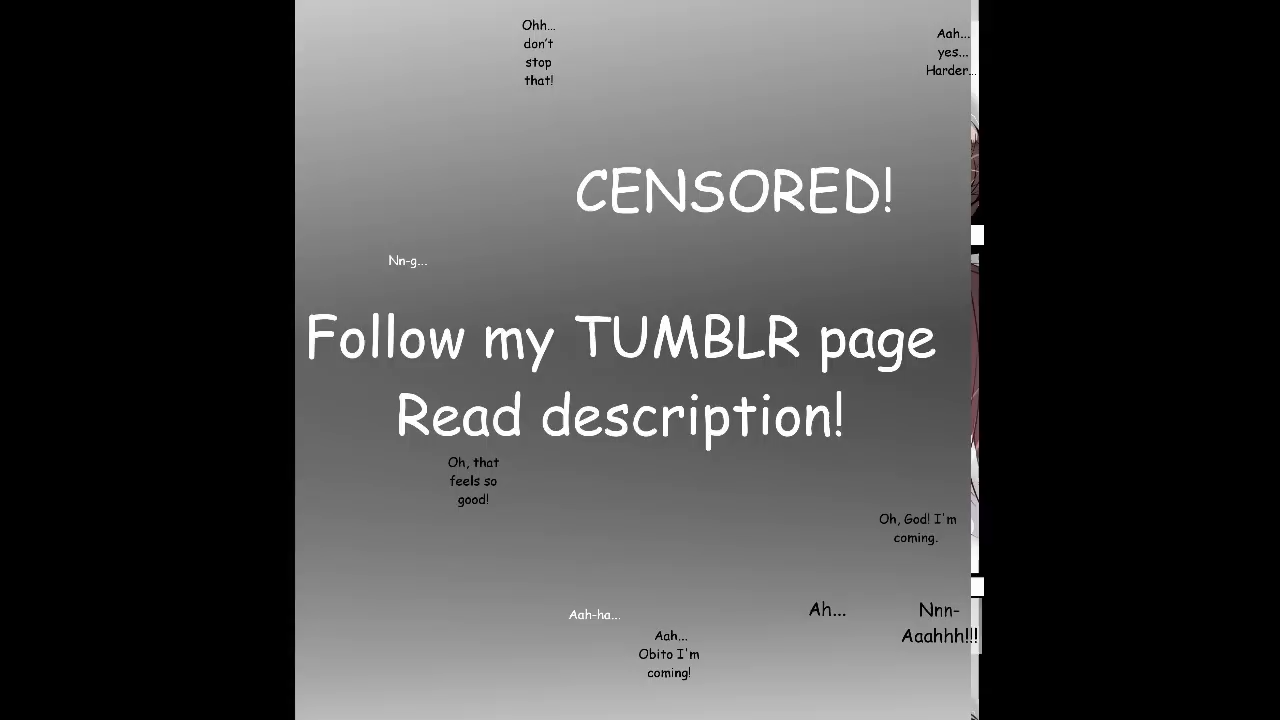 Ohh...
don't
stop
that!
Aah...
yes...
Harder...
CENSORED!
Nn-g...
Follow my TUMBLR page
Read description!
Oh, that
feels so
good!
Oh, God! I'm
coming.
Aah-ha...
Aah...
Obito I'm
coming!
Ah...
Nnn-
Aaahhh!!!